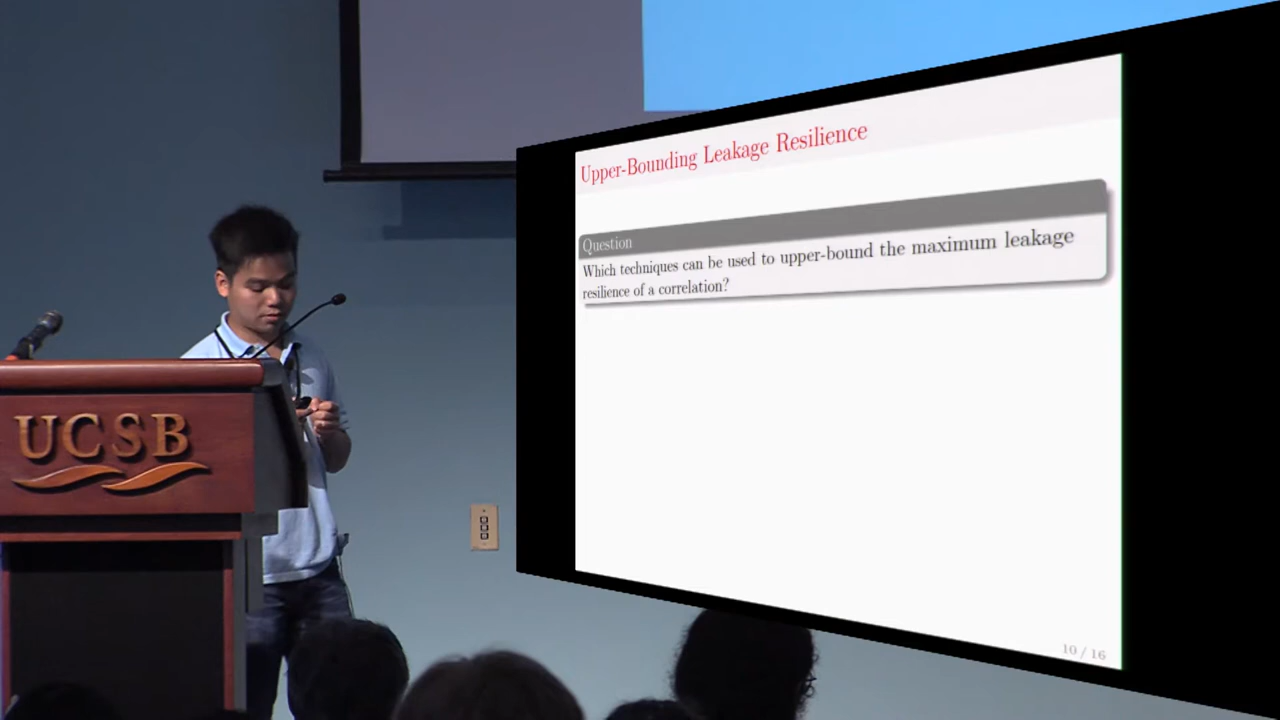 UCSB
Upper-Bounding Leakage Resilience
Question
Which techniques can be used to upper-bound the maximum leakage
resilience of a correlation?
10 / 16